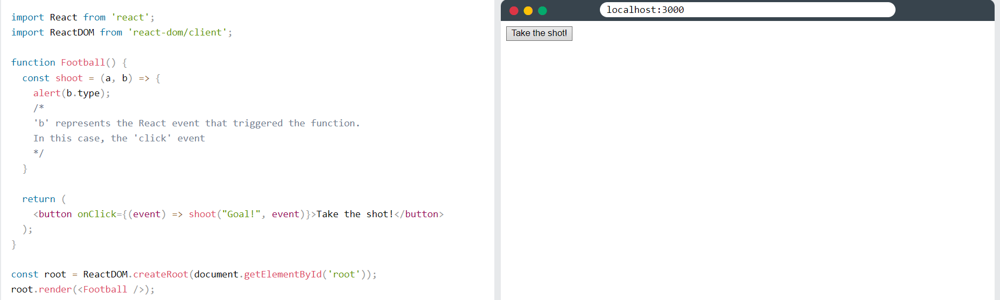 import React from 'react';
import ReactDOM from 'react-dom/client';
function Football() {
const shoot = (a, b) => {
alert(b.type);
/*
'b' represents the React event that triggered the function.
In this case, the 'click' event
*/
}
return (
<button onClick={(event) => shoot("Goal!", event)}>Take the shot!</button>
);
}
const root = ReactDOM.createRoot(document.getElementById('root'));
root.render(<Football />);
localhost:3000
Take the shot!